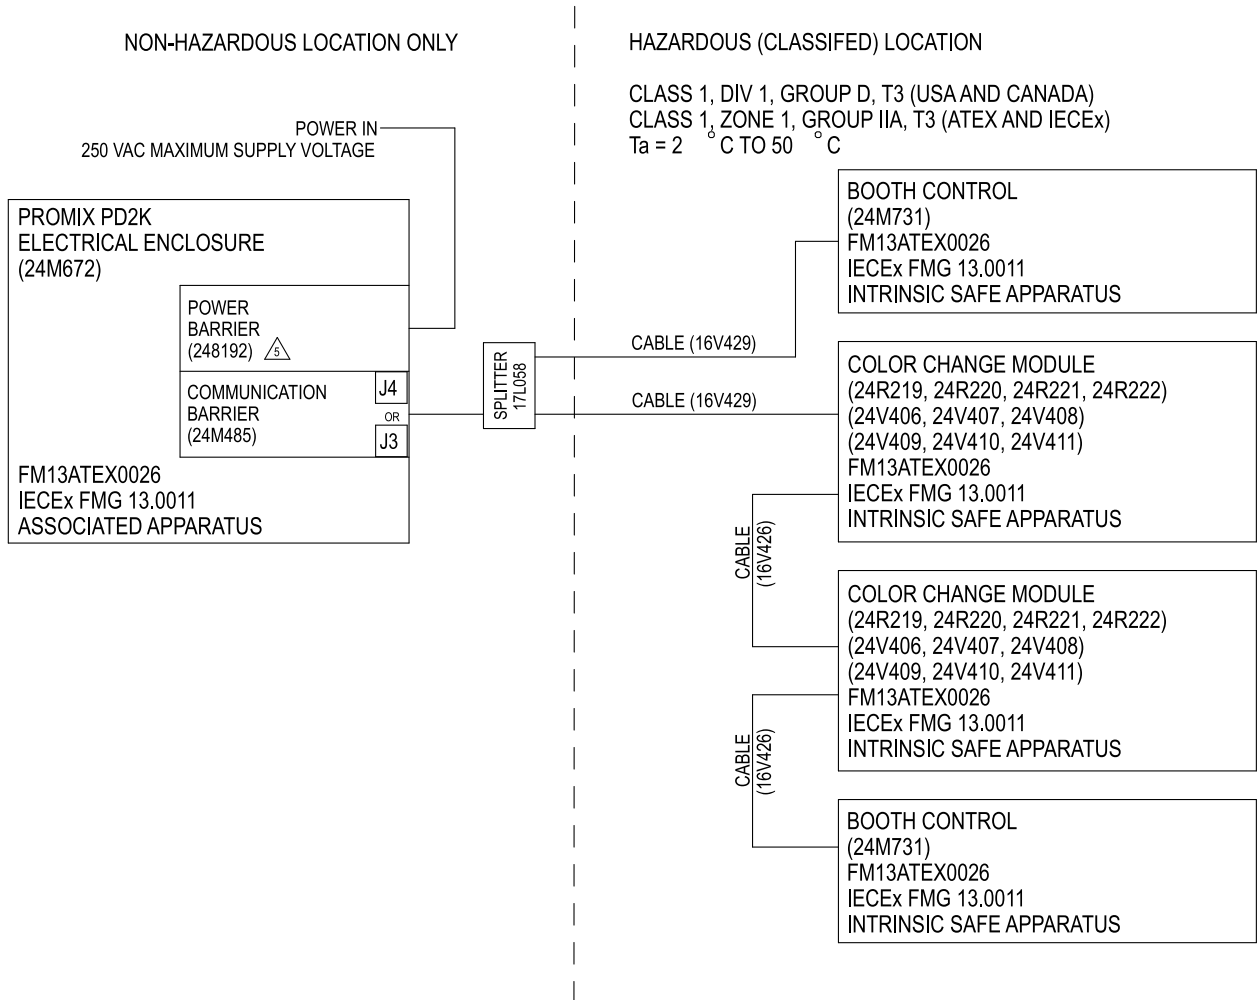 NON-HAZARDOUS LOCATION ONLY
HAZARDOUS (CLASSIFED) LOCATION
CLASS 1, DIV 1, GROUP D, T3 (USA AND CANADA)
CLASS 1, ZONE 1, GROUP IIA, T3 (ATEX AND IECEx)
Ta = 2 °C TO 50 °C
POWER IN
250 VAC MAXIMUM SUPPLY VOLTAGE
PROMIX PD2K
ELECTRICAL ENCLOSURE
(24M672)
POWER
BARRIER
(248192) 5
COMMUNICATION
BARRIER
(24M485)
J4
OR
J3
FM13ATEX0026
IECEx FMG 13.0011
ASSOCIATED APPARATUS
SPLITTER
17L058
CABLE (16V429)
CABLE (16V429)
BOOTH CONTROL
(24M731)
FM13ATEX0026
IECEx FMG 13.0011
INTRINSIC SAFE APPARATUS
COLOR CHANGE MODULE
(24R219, 24R220, 24R221, 24R222)
(24V406, 24V407, 24V408)
(24V409, 24V410, 24V411)
FM13ATEX0026
IECEx FMG 13.0011
INTRINSIC SAFE APPARATUS
CABLE
(16V426)
COLOR CHANGE MODULE
(24R219, 24R220, 24R221, 24R222)
(24V406, 24V407, 24V408)
(24V409, 24V410, 24V411)
FM13ATEX0026
IECEx FMG 13.0011
INTRINSIC SAFE APPARATUS
CABLE
(16V426)
BOOTH CONTROL
(24M731)
FM13ATEX0026
IECEx FMG 13.0011
INTRINSIC SAFE APPARATUS